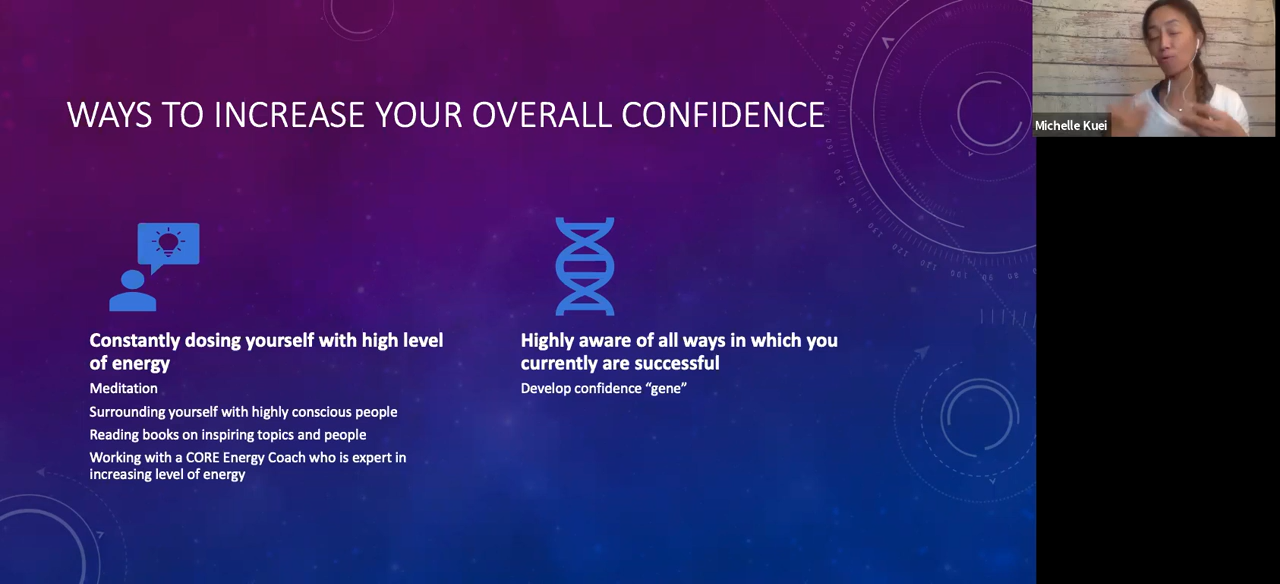 WAYS TO INCREASE YOUR OVERALL CONFIDENCE
Michelle Kuei
Constantly dosing yourself with high level
of energy
Meditation
Surrounding yourself with highly conscious people
Reading books on inspiring topics and people
Working with a CORE Energy Coach who is expert in
increasing level of energy
Highly aware of all ways in which you
currently are successful
Develop confidence “gene”